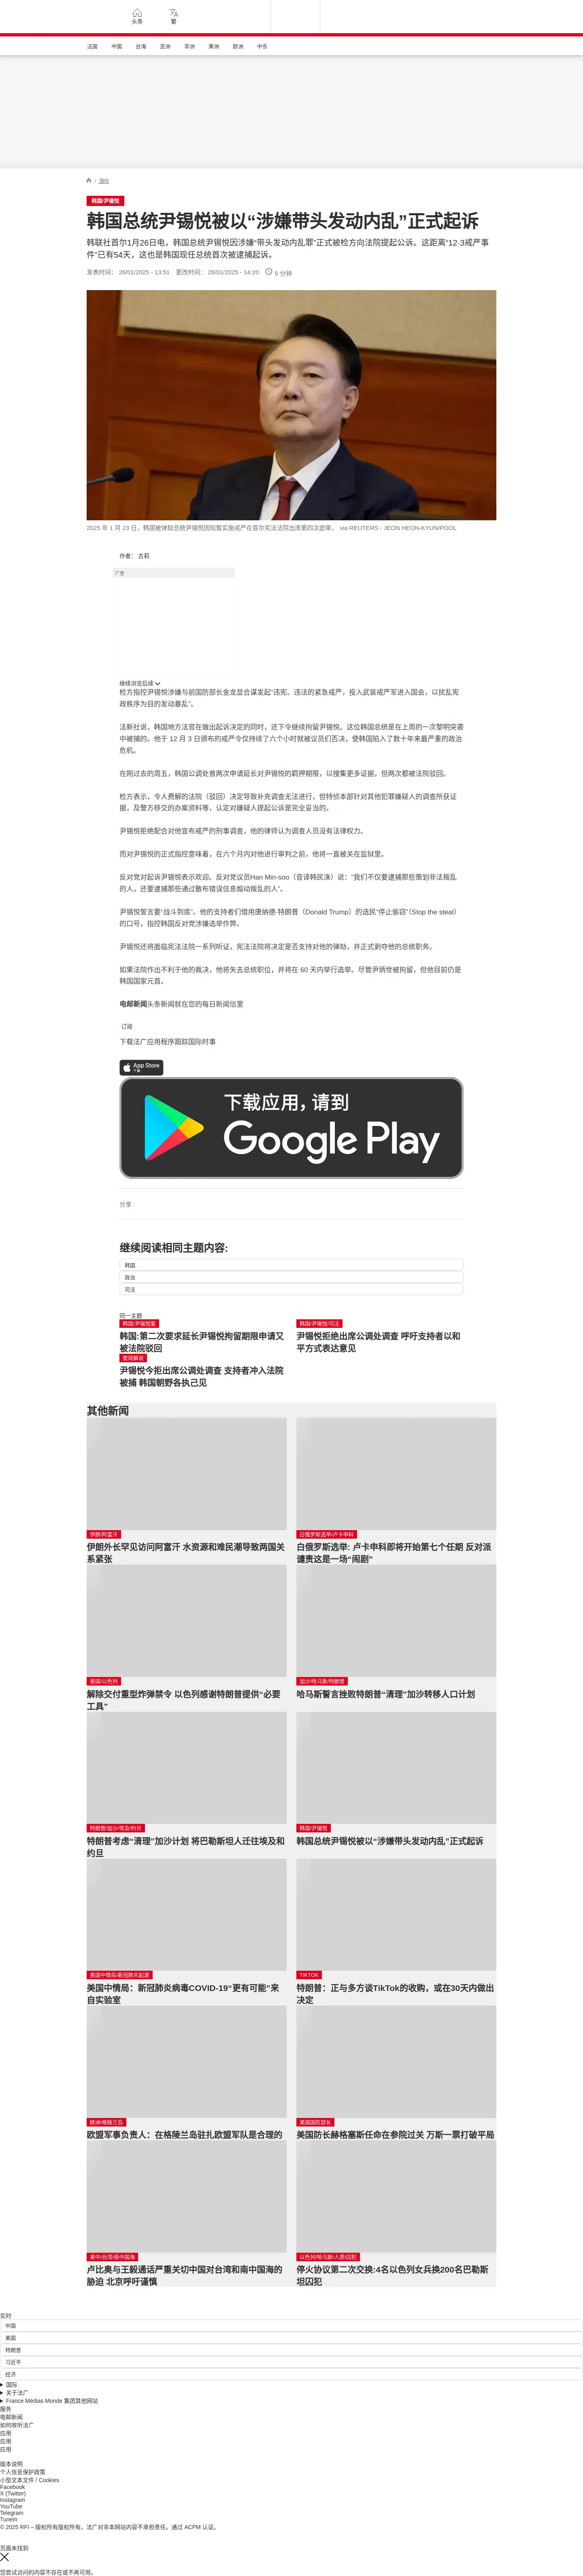 头条
繁
法国
中国
台海
亚洲
非洲
美洲
欧洲
中东
/ 国际
韩国/尹锡悦
韩国总统尹锡悦被以“涉嫌带头发动内乱”正式起诉
韩联社首尔1月26日电，韩国总统尹锡悦因涉嫌“带头发动内乱罪”正式被检方向法院提起公诉。这距离“12·3戒严事
件”已有54天，这也是韩国现任总统首次被逮捕起诉。
发表时间： 26/01/2025 - 13:51 更改时间： 26/01/2025 - 14:20 5 分钟
2025 年 1 月 23 日，韩国被弹劾总统尹锡悦因短暂实施戒严在首尔宪法法院出席第四次庭审。 via REUTERS - JEON HEON-KYUN/POOL
作者： 古莉
广告
继续浏览后续
检方指控尹锡悦涉嫌与前国防部长金龙显合谋发起“违宪、违法的紧急戒严，投入武装戒严军进入国会，以扰乱宪
政秩序为目的发动暴乱”。
法新社说，韩国地方法官在做出起诉决定的同时，还下令继续拘留尹锡悦。这位韩国总统是在上周的一次黎明突袭
中被捕的。他于 12 月 3 日颁布的戒严令仅持续了六个小时就被议员们否决，使韩国陷入了数十年来最严重的政治
危机。
在刚过去的周五，韩国公调处曾两次申请延长对尹锡悦的羁押期限，以搜集更多证据，但两次都被法院驳回。
检方表示，令人费解的法院（驳回）决定导致补充调查无法进行，但特侦本部针对其他犯罪嫌疑人的调查所获证
据，及警方移交的办案资料等，认定对嫌疑人提起公诉是完全妥当的。
尹锡悦拒绝配合对他宣布戒严的刑事调查，他的律师认为调查人员没有法律权力。
而对尹锡悦的正式指控意味着，在六个月内对他进行审判之前，他将一直被关在监狱里。
反对党对起诉尹锡悦表示欢迎。反对党议员Han Min-soo（音译韩民洙）说：“我们不仅要逮捕那些策划非法叛乱
的人，还要逮捕那些通过散布错误信息煽动叛乱的人”。
尹锡悦誓言要“战斗到底”。他的支持者们借用唐纳德-特朗普（Donald Trump）的选民“停止偷窃”（Stop the steal）
的口号，指控韩国反对党涉嫌选举作弊。
尹锡悦还将面临宪法法院一系列听证，宪法法院将决定是否支持对他的弹劾，并正式剥夺他的总统职务。
如果法院作出不利于他的裁决，他将失去总统职位，并将在 60 天内举行选举。尽管尹炳世被拘留，但他目前仍是
韩国国家元首。
电邮新闻头条新闻就在您的每日新闻信里
订阅
下载法广应用程序跟踪国际时事
App Store
下载
下载应用，请到
Google Play
分享 :
继续阅读相同主题内容:
韩国
政治
司法
同一主题
韩国/尹锡悦案
韩国:第二次要求延长尹锡悦拘留期限申请又
被法院驳回
韩国/尹锡悦/司法
尹锡悦拒绝出席公调处调查 呼吁支持者以和
平方式表达意见
要闻解说
尹锡悦今拒出席公调处调查 支持者冲入法院
被捕 韩国朝野各执己见
其他新闻
伊朗/阿富汗
伊朗外长罕见访问阿富汗 水资源和难民潮导致两国关
系紧张
白俄罗斯选举/卢卡申科
白俄罗斯选举: 卢卡申科即将开始第七个任期 反对派
谴责这是一场“闹剧”
美国/以色列
解除交付重型炸弹禁令 以色列感谢特朗普提供“必要
工具”
加沙/哈马斯/特朗普
哈马斯誓言挫败特朗普“清理”加沙转移人口计划
特朗普/加沙/埃及/约旦
特朗普考虑“清理”加沙计划 将巴勒斯坦人迁往埃及和
约旦
韩国/尹锡悦
韩国总统尹锡悦被以“涉嫌带头发动内乱”正式起诉
美国中情局/新冠肺炎起源
美国中情局：新冠肺炎病毒COVID-19“更有可能”来
自实验室
TIKTOK
特朗普：正与多方谈TikTok的收购，或在30天内做出
决定
欧洲/格陵兰岛
欧盟军事负责人：在格陵兰岛驻扎欧盟军队是合理的
美国国防部长
美国防长赫格塞斯任命在参院过关 万斯一票打破平局
美中/台湾/南中国海
卢比奥与王毅通话严重关切中国对台湾和南中国海的
胁迫 北京呼吁谨慎
以色列/哈马斯/人质/囚犯
停火协议第二次交换:4名以色列女兵换200名巴勒斯
坦囚犯
实时
中国
美国
特朗普
习近平
经济
国际
关于法广
France Médias Monde 集团其他网站
服务
电邮新闻
如何收听法广
应用
应用
应用
版本说明
个人信息保护政策
小型文本文件 / Cookies
Facebook
X (Twitter)
Instagram
YouTube
Telegram
TuneIn
© 2025 RFI – 版权所有版权所有。法广对非本网站内容不承担责任。通过 ACPM 认证。
页面未找到
您尝试访问的内容不存在或不再可用。